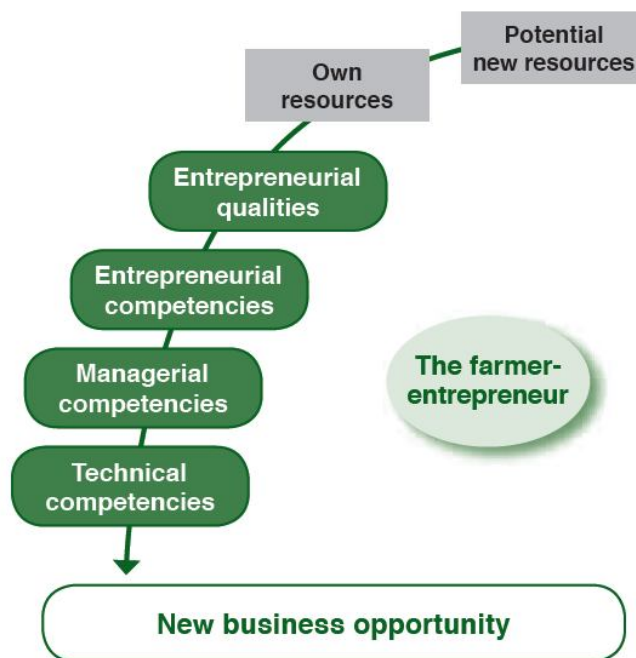 Potential
new resources
Own
resources
Entrepreneurial
qualities
Entrepreneurial
competencies
Managerial
competencies
The farmer-
entrepreneur
Technical
competencies
New business opportunity